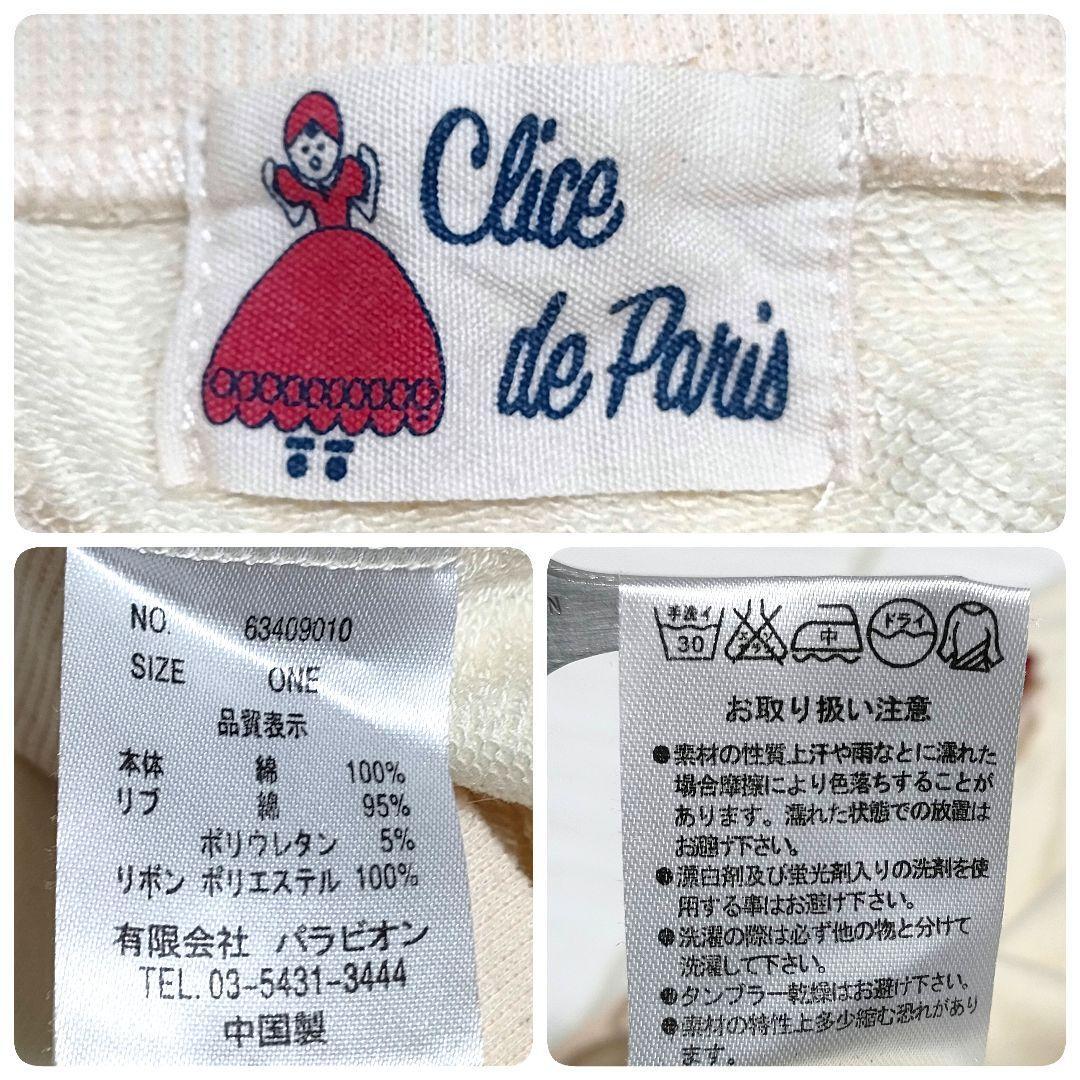 Clice
de Paris
NO. 63409010
SIZE ONE
品質表示
本体 綿 100%
リブ 綿 95%
ポリウレタン 5%
リボン ポリエステル 100%
有限会社 パラビオン
TEL. 03-5431-3444
中国製
手洗イ 30 中 ドライ
お取り扱い注意
●素材の性質上汗や雨などに濡れた
場合摩擦により色落ちすることが
あります。濡れた状態での放置は
お避け下さい。
●漂白剤及び蛍光剤入りの洗剤を使
用する事はお避け下さい。
●洗濯の際は必ず他の物と分けて
洗濯して下さい。
●タンブラー乾燥はお避け下さい。
●素材の特性上多少縮む恐れがあり
ます。